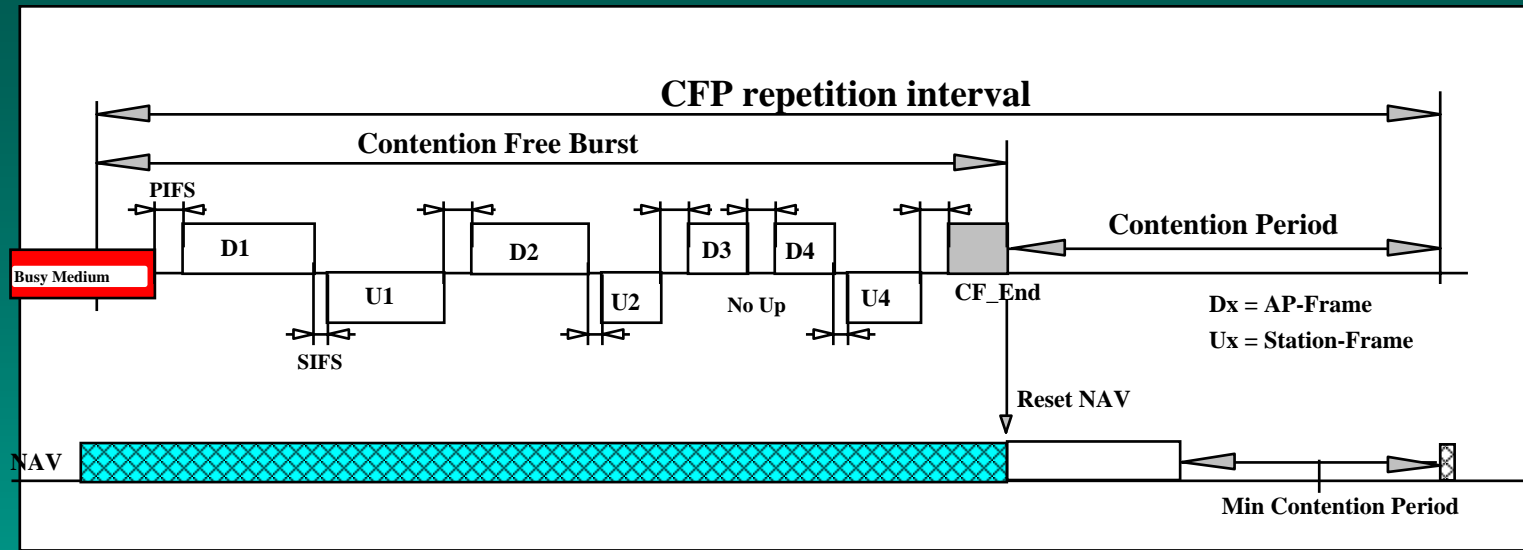 CFP repetition interval
Contention Free Burst
PIFS
Contention Period
D1
D2
D3
D4
Busy Medium
U1
U2
No Up
U4
CF_End
Dx = AP-Frame
Ux = Station-Frame
SIFS
Reset NAV
NAV
Min Contention Period